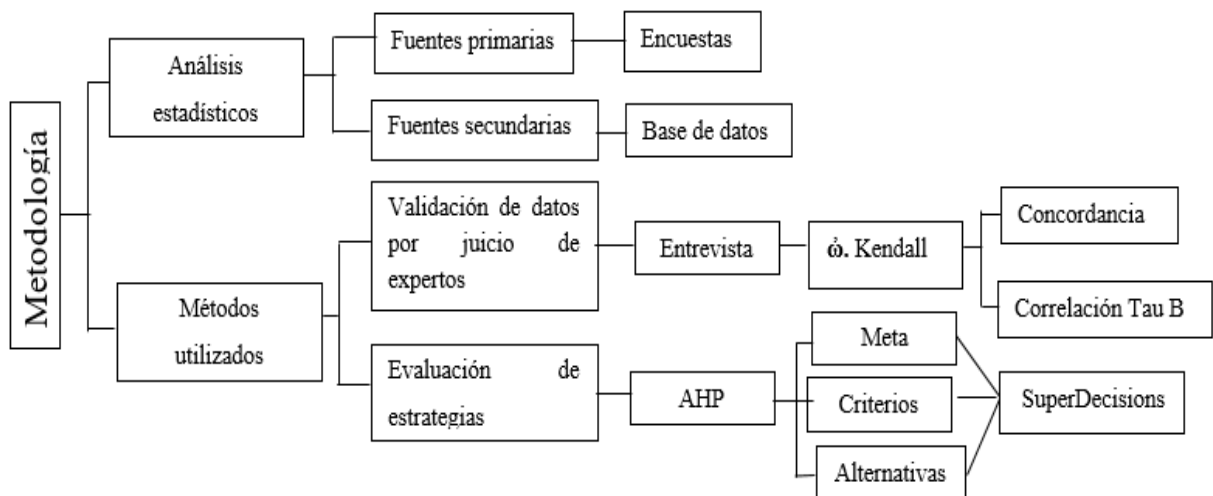 Metodología
Análisis
estadísticos
Fuentes primarias
Encuestas
Fuentes secundarias
Base de datos
Métodos
utilizados
Validación de datos
por juicio de
expertos
Entrevista
ὠ. Kendall
Concordancia
Correlación Tau B
Evaluación de
estrategias
AHP
Meta
Criterios
Alternativas
SuperDecisions